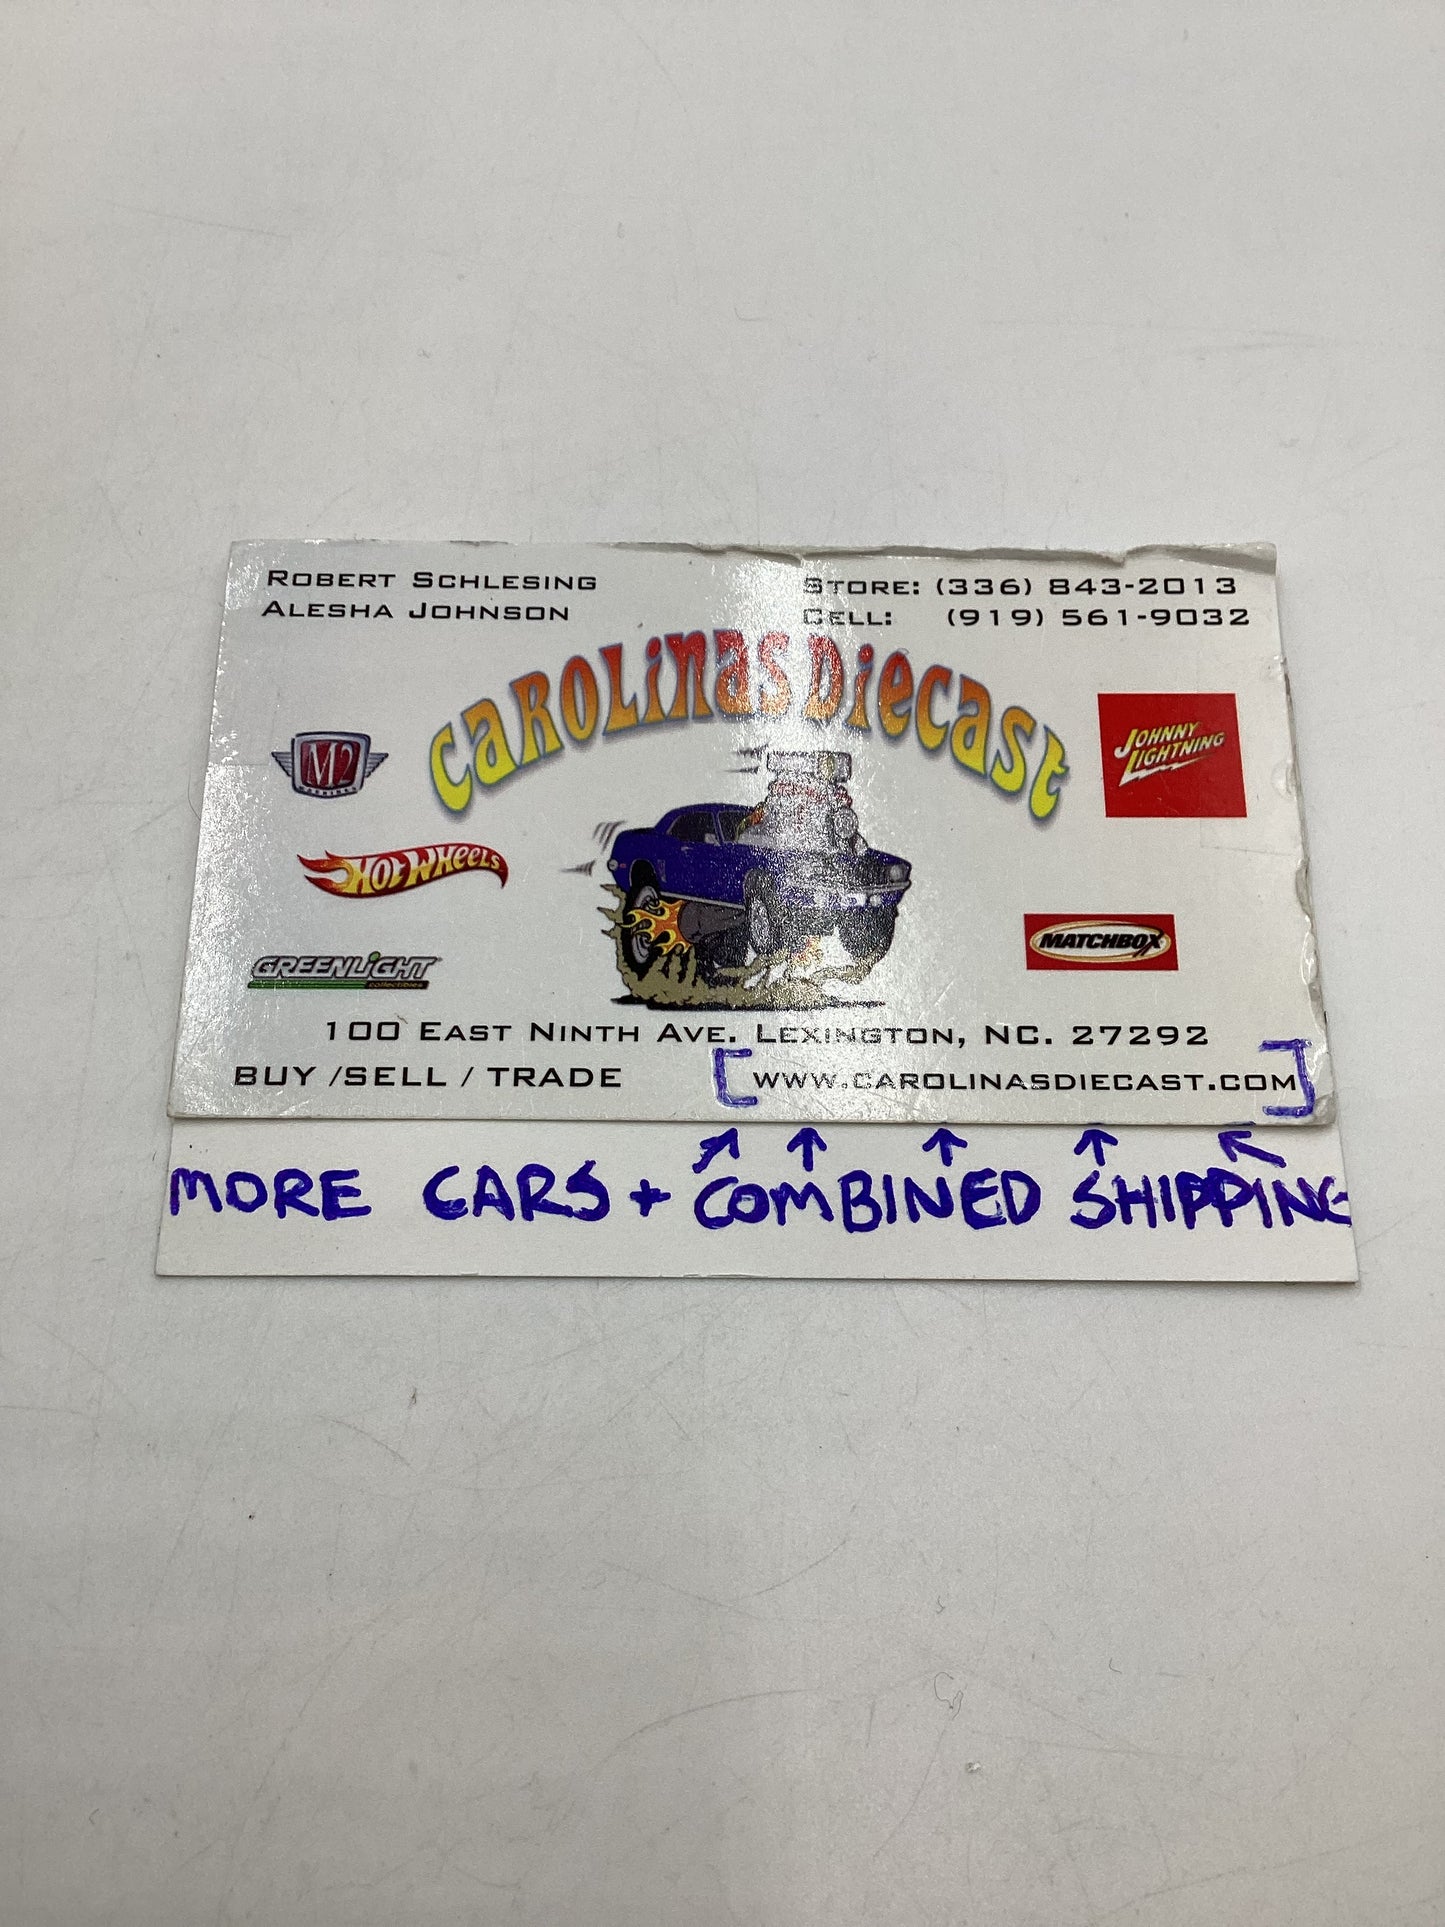 ROBERT SCHLESING
ALESHA JOHNSON
STORE: (336) 843-2013
CELL: (919) 561-9032
CAROLINAS DIECAST
M2
MACHINES
JOHNNY
LIGHTNING
HOT WHEELS
MATCHBOX
GREENLIGHT
collectibles
100 EAST NINTH AVE. LEXINGTON, NC. 27292
BUY /SELL / TRADE [WWW.CAROLINASDIECAST.COM]
MORE CARS + COMBINED SHIPPING